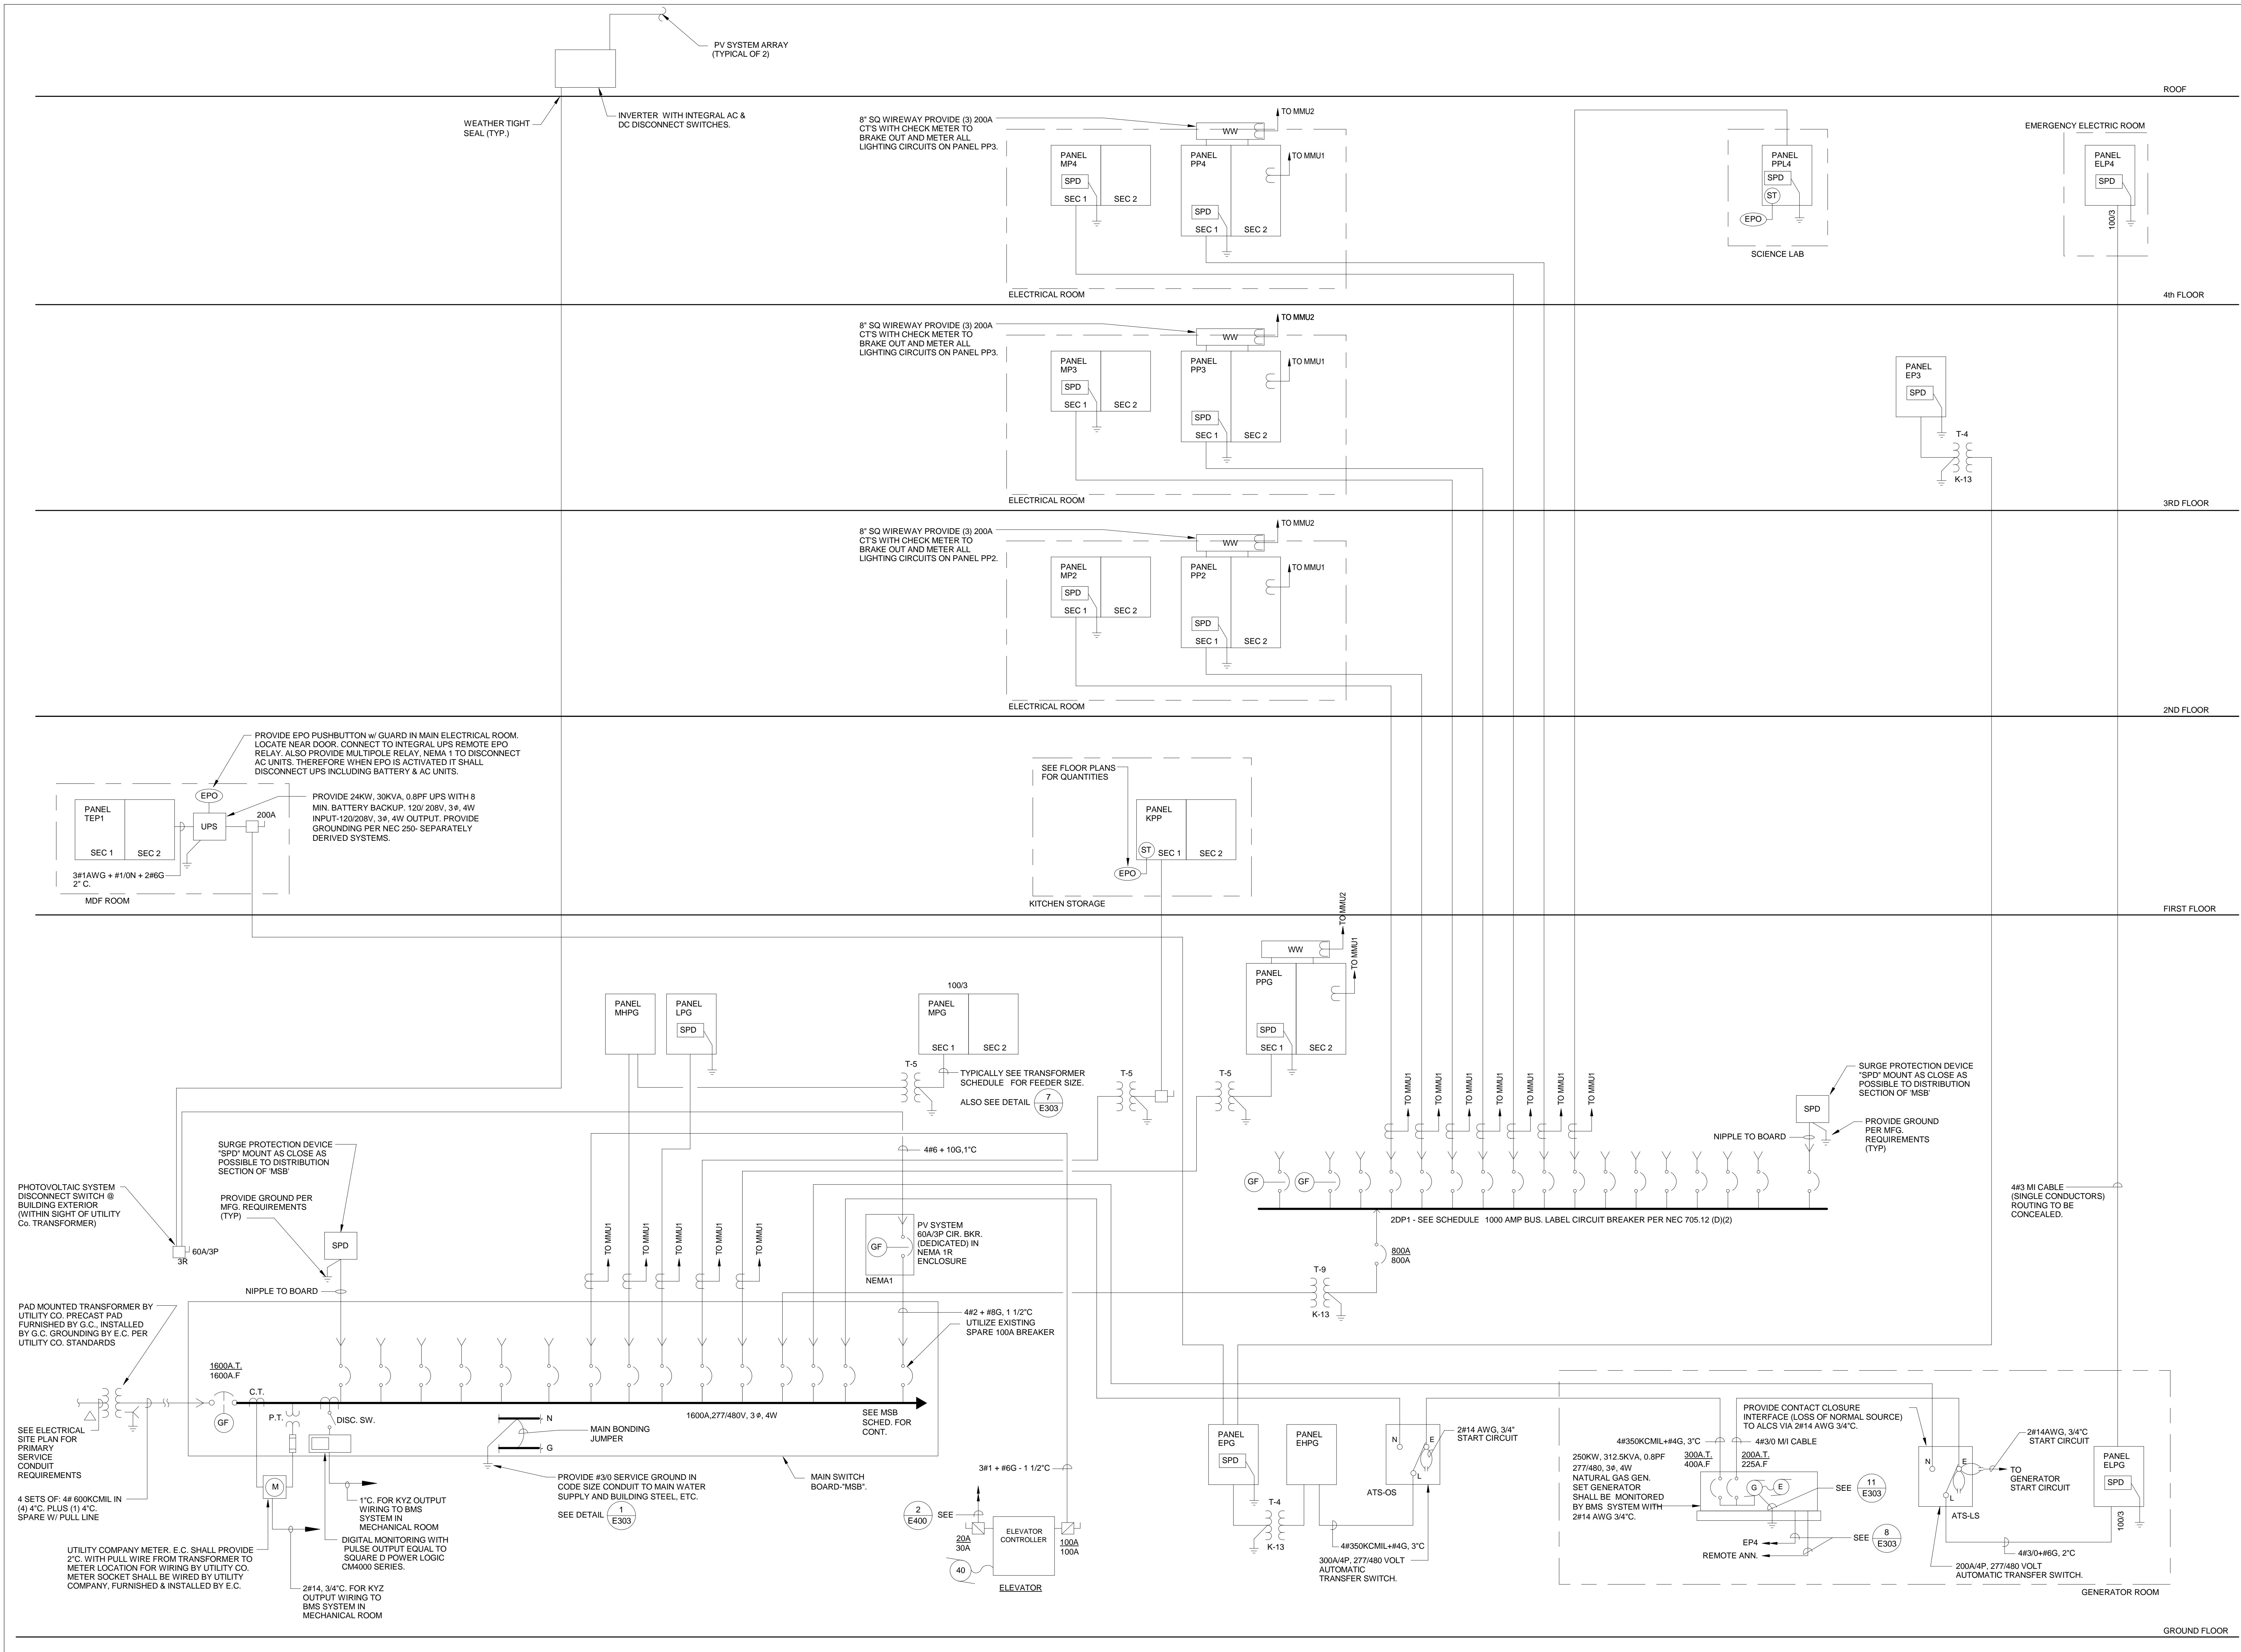 PV SYSTEM ARRAY
(TYPICAL OF 2)
ROOF
WEATHER TIGHT
SEAL (TYP.)
INVERTER WITH INTEGRAL AC &
DC DISCONNECT SWITCHES.
8" SQ WIREWAY PROVIDE (3) 200A
CT'S WITH CHECK METER TO
BRAKE OUT AND METER ALL
LIGHTING CIRCUITS ON PANEL PP3.
WW
TO MMU2
TO MMU1
PANEL
MP4
SPD
SEC 1
SEC 2
PANEL
PP4
SPD
SEC 1
SEC 2
ELECTRICAL ROOM
PANEL
PPL4
SPD
ST
EPO
SCIENCE LAB
EMERGENCY ELECTRIC ROOM
PANEL
ELP4
SPD
100/3
4th FLOOR
8" SQ WIREWAY PROVIDE (3) 200A
CT'S WITH CHECK METER TO
BRAKE OUT AND METER ALL
LIGHTING CIRCUITS ON PANEL PP3.
WW
TO MMU2
TO MMU1
PANEL
MP3
SPD
SEC 1
SEC 2
PANEL
PP3
SPD
SEC 1
SEC 2
ELECTRICAL ROOM
PANEL
EP3
SPD
T-4
K-13
3RD FLOOR
8" SQ WIREWAY PROVIDE (3) 200A
CT'S WITH CHECK METER TO
BRAKE OUT AND METER ALL
LIGHTING CIRCUITS ON PANEL PP2.
WW
TO MMU2
TO MMU1
PANEL
MP2
SPD
SEC 1
SEC 2
PANEL
PP2
SPD
SEC 1
SEC 2
ELECTRICAL ROOM
2ND FLOOR
PROVIDE EPO PUSHBUTTON w/ GUARD IN MAIN ELECTRICAL ROOM.
LOCATE NEAR DOOR. CONNECT TO INTEGRAL UPS REMOTE EPO
RELAY. ALSO PROVIDE MULTIPOLE RELAY, NEMA 1 TO DISCONNECT
AC UNITS. THEREFORE WHEN EPO IS ACTIVATED IT SHALL
DISCONNECT UPS INCLUDING BATTERY & AC UNITS.
EPO
PANEL
TEP1
SEC 1
SEC 2
UPS
200A
PROVIDE 24KW, 30KVA, 0.8PF UPS WITH 8
MIN. BATTERY BACKUP. 120/ 208V, 3ϕ, 4W
INPUT-120/208V, 3ϕ, 4W OUTPUT. PROVIDE
GROUNDING PER NEC 250- SEPARATELY
DERIVED SYSTEMS.
3#1AWG + #1/0N + 2#6G
2" C.
MDF ROOM
SEE FLOOR PLANS
FOR QUANTITIES
PANEL
KPP
ST
SEC 1
SEC 2
EPO
KITCHEN STORAGE
FIRST FLOOR
WW
TO MMU2
TO MMU1
PANEL
PPG
SPD
SEC 1
SEC 2
PANEL
MHPG
PANEL
LPG
SPD
100/3
PANEL
MPG
SEC 1
SEC 2
T-5
TYPICALLY SEE TRANSFORMER
SCHEDULE FOR FEEDER SIZE.
ALSO SEE DETAIL
7
E303
T-5
T-5
4#6 + 10G,1"C
TO MMU1
TO MMU1
TO MMU1
TO MMU1
TO MMU1
TO MMU1
TO MMU1
SURGE PROTECTION DEVICE
"SPD" MOUNT AS CLOSE AS
POSSIBLE TO DISTRIBUTION
SECTION OF 'MSB'
SPD
NIPPLE TO BOARD
PROVIDE GROUND
PER MFG.
REQUIREMENTS
(TYP)
GF
GF
2DP1 - SEE SCHEDULE 1000 AMP BUS. LABEL CIRCUIT BREAKER PER NEC 705.12 (D)(2)
800A
800A
T-9
K-13
4#3 MI CABLE
(SINGLE CONDUCTORS)
ROUTING TO BE
CONCEALED.
PHOTOVOLTAIC SYSTEM
DISCONNECT SWITCH @
BUILDING EXTERIOR
(WITHIN SIGHT OF UTILITY
Co. TRANSFORMER)
60A/3P
3R
SURGE PROTECTION DEVICE
"SPD" MOUNT AS CLOSE AS
POSSIBLE TO DISTRIBUTION
SECTION OF 'MSB'
PROVIDE GROUND PER
MFG. REQUIREMENTS
(TYP)
SPD
NIPPLE TO BOARD
TO MMU1
TO MMU1
TO MMU1
TO MMU1
TO MMU1
PV SYSTEM
60A/3P CIR. BKR.
(DEDICATED) IN
NEMA 1R
ENCLOSURE
GF
NEMA1
4#2 + #8G, 1 1/2"C
UTILIZE EXISTING
SPARE 100A BREAKER
PAD MOUNTED TRANSFORMER BY
UTILITY CO. PRECAST PAD
FURNISHED BY G.C., INSTALLED
BY G.C. GROUNDING BY E.C. PER
UTILITY CO. STANDARDS
1600A.T.
1600A.F
GF
C.T.
P.T.
DISC. SW.
1600A,277/480V, 3 ϕ, 4W
SEE MSB
SCHED. FOR
CONT.
N
G
MAIN BONDING
JUMPER
SEE ELECTRICAL
SITE PLAN FOR
PRIMARY
SERVICE
CONDUIT
REQUIREMENTS
4 SETS OF: 4# 600KCMIL IN
(4) 4"C. PLUS (1) 4"C.
SPARE W/ PULL LINE
M
1"C. FOR KYZ OUTPUT
WIRING TO BMS
SYSTEM IN
MECHANICAL ROOM
DIGITAL MONITORING WITH
PULSE OUTPUT EQUAL TO
SQUARE D POWER LOGIC
CM4000 SERIES.
UTILITY COMPANY METER. E.C. SHALL PROVIDE
2"C. WITH PULL WIRE FROM TRANSFORMER TO
METER LOCATION FOR WIRING BY UTILITY CO.
METER SOCKET SHALL BE WIRED BY UTILITY
COMPANY, FURNISHED & INSTALLED BY E.C.
2#14, 3/4"C. FOR KYZ
OUTPUT WIRING TO
BMS SYSTEM IN
MECHANICAL ROOM
PROVIDE #3/0 SERVICE GROUND IN
CODE SIZE CONDUIT TO MAIN WATER
SUPPLY AND BUILDING STEEL, ETC.
SEE DETAIL
1
E303
MAIN SWITCH
BOARD-"MSB".
3#1 + #6G - 1 1/2"C
2
E400
SEE
20A
30A
ELEVATOR
CONTROLLER
100A
100A
40
ELEVATOR
PANEL
EPG
SPD
PANEL
EHPG
T-4
K-13
N
E
L
ATS-OS
2#14 AWG, 3/4"
START CIRCUIT
4#350KCMIL+#4G, 3"C
300A/4P, 277/480 VOLT
AUTOMATIC
TRANSFER SWITCH.
PROVIDE CONTACT CLOSURE
INTERFACE (LOSS OF NORMAL SOURCE)
TO ALCS VIA 2#14 AWG 3/4"C.
4#350KCMIL+#4G, 3"C
4#3/0 M/I CABLE
250KW, 312.5KVA, 0.8PF
277/480, 3ϕ, 4W
NATURAL GAS GEN.
SET GENERATOR
SHALL BE MONITORED
BY BMS SYSTEM WITH
2#14 AWG 3/4"C.
300A.T.
400A.F
200A.T.
225A.F
G
E
SEE
11
E303
EP4
REMOTE ANN.
SEE
8
E303
N
E
L
ATS-LS
2#14AWG, 3/4"C
START CIRCUIT
TO
GENERATOR
START CIRCUIT
PANEL
ELPG
SPD
100/3
4#3/0+#6G, 2"C
200A/4P, 277/480 VOLT
AUTOMATIC TRANSFER SWITCH.
GENERATOR ROOM
GROUND FLOOR